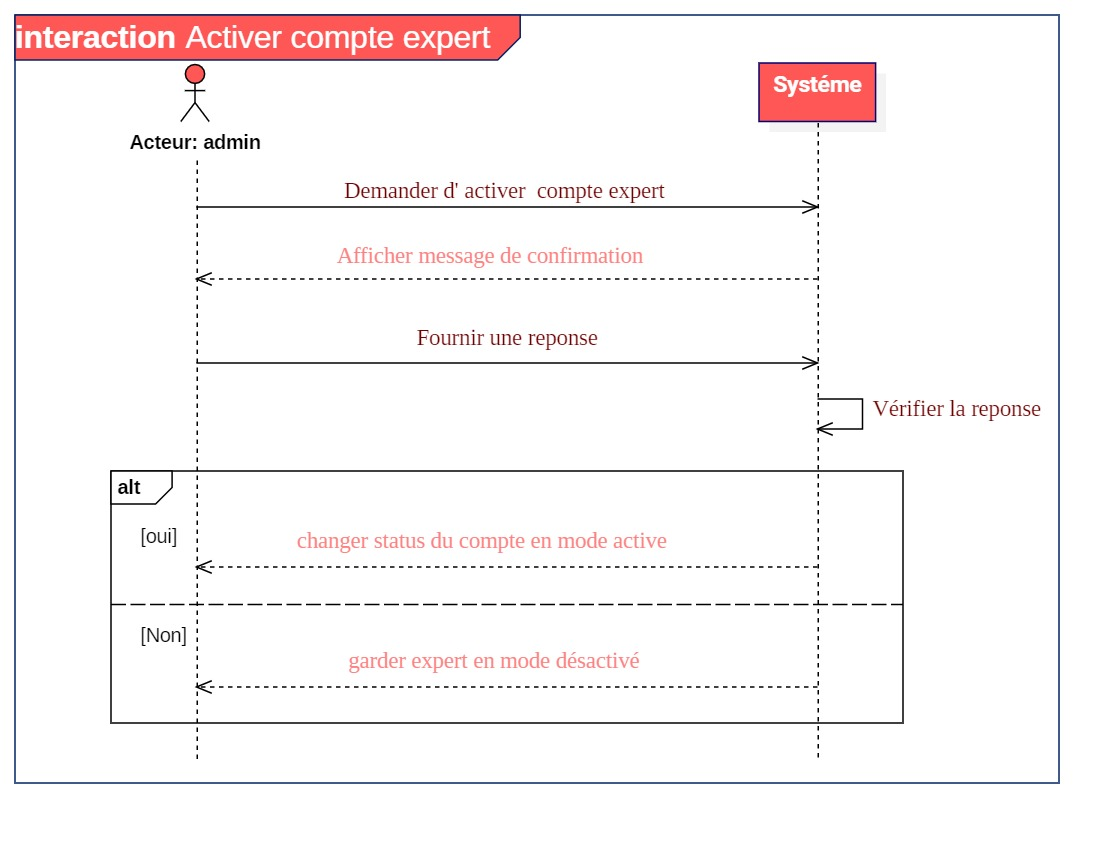 interaction Activer compte expert
Systéme
Acteur: admin
Demander d' activer compte expert
Afficher message de confirmation
Fournir une reponse
Vérifier la reponse
alt
[oui]
changer status du compte en mode active
[Non]
garder expert en mode désactivé